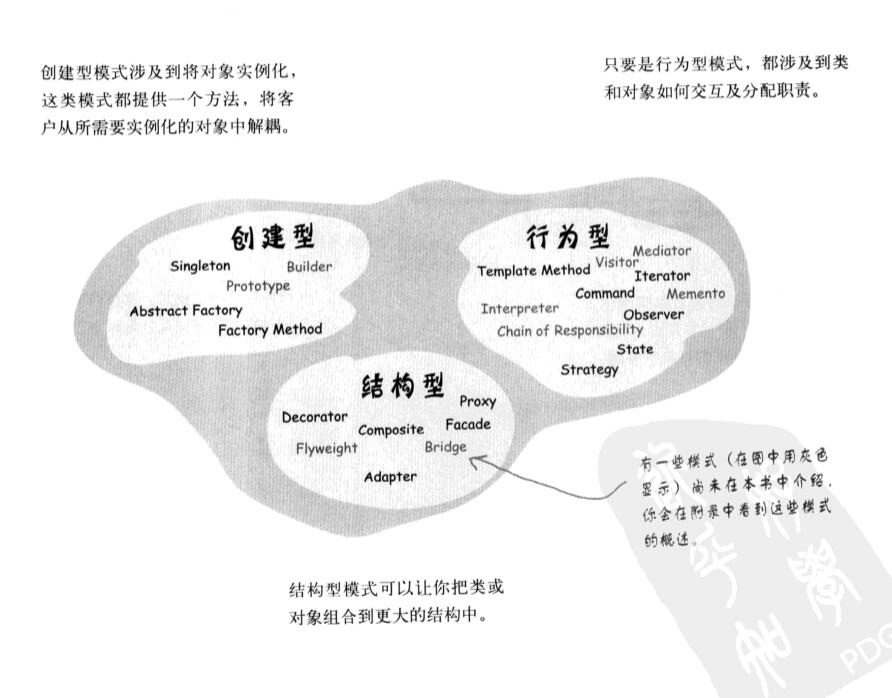 创建型模式涉及到将对象实例化，
这类模式都提供一个方法，将客
户从所需要实例化的对象中解耦。
只要是行为型模式，都涉及到类
和对象如何交互及分配职责。
创建型
Singleton
Builder
Prototype
Abstract Factory
Factory Method
行为型
Mediator
Visitor
Template Method
Iterator
Command
Memento
Interpreter
Observer
Chain of Responsibility
State
Strategy
结构型
Proxy
Decorator
Facade
Composite
Flyweight
Bridge
Adapter
有一些模式（在图中用灰色
显示）尚未在本书中介绍，
你会在附录中看到这些模式
的概述。
结构型模式可以让你把类或
对象组合到更大的结构中。
PDG